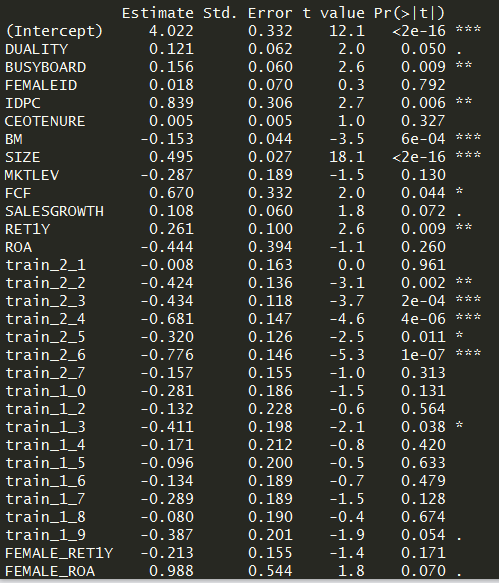 Estimate Std. Error t value Pr(>|t|)
(Intercept) 4.022 0.332 12.1 <2e-16 ***
DUALITY 0.121 0.062 2.0 0.050 .
BUSYBOARD 0.156 0.060 2.6 0.009 **
FEMALEID 0.018 0.070 0.3 0.792
IDPC 0.839 0.306 2.7 0.006 **
CEOTENURE 0.005 0.005 1.0 0.327
BM -0.153 0.044 -3.5 6e-04 ***
SIZE 0.495 0.027 18.1 <2e-16 ***
MKTLEV -0.287 0.189 -1.5 0.130
FCF 0.670 0.332 2.0 0.044 *
SALESGROWTH 0.108 0.060 1.8 0.072 .
RET1Y 0.261 0.100 2.6 0.009 **
ROA -0.444 0.394 -1.1 0.260
train_2_1 -0.008 0.163 0.0 0.961
train_2_2 -0.424 0.136 -3.1 0.002 **
train_2_3 -0.434 0.118 -3.7 2e-04 ***
train_2_4 -0.681 0.147 -4.6 4e-06 ***
train_2_5 -0.320 0.126 -2.5 0.011 *
train_2_6 -0.776 0.146 -5.3 1e-07 ***
train_2_7 -0.157 0.155 -1.0 0.313
train_1_0 -0.281 0.186 -1.5 0.131
train_1_2 -0.132 0.228 -0.6 0.564
train_1_3 -0.411 0.198 -2.1 0.038 *
train_1_4 -0.171 0.212 -0.8 0.420
train_1_5 -0.096 0.200 -0.5 0.633
train_1_6 -0.134 0.189 -0.7 0.479
train_1_7 -0.289 0.189 -1.5 0.128
train_1_8 -0.080 0.190 -0.4 0.674
train_1_9 -0.387 0.201 -1.9 0.054 .
FEMALE_RET1Y -0.213 0.155 -1.4 0.171
FEMALE_ROA 0.988 0.544 1.8 0.070 .